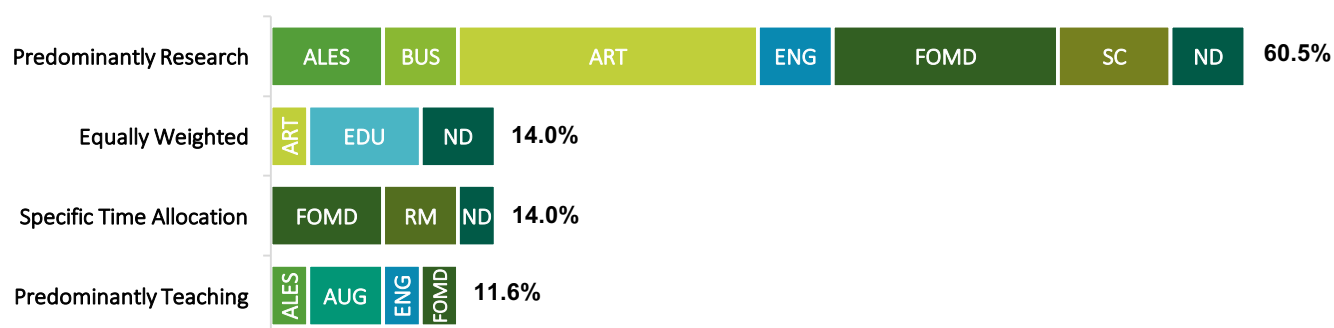 Predominantly Research ALES BUS ART ENG FOMD SC ND 60.5%
Equally Weighted ART EDU ND 14.0%
Specific Time Allocation FOMD RM ND 14.0%
Predominantly Teaching ALES AUG ENG FOMD 11.6%